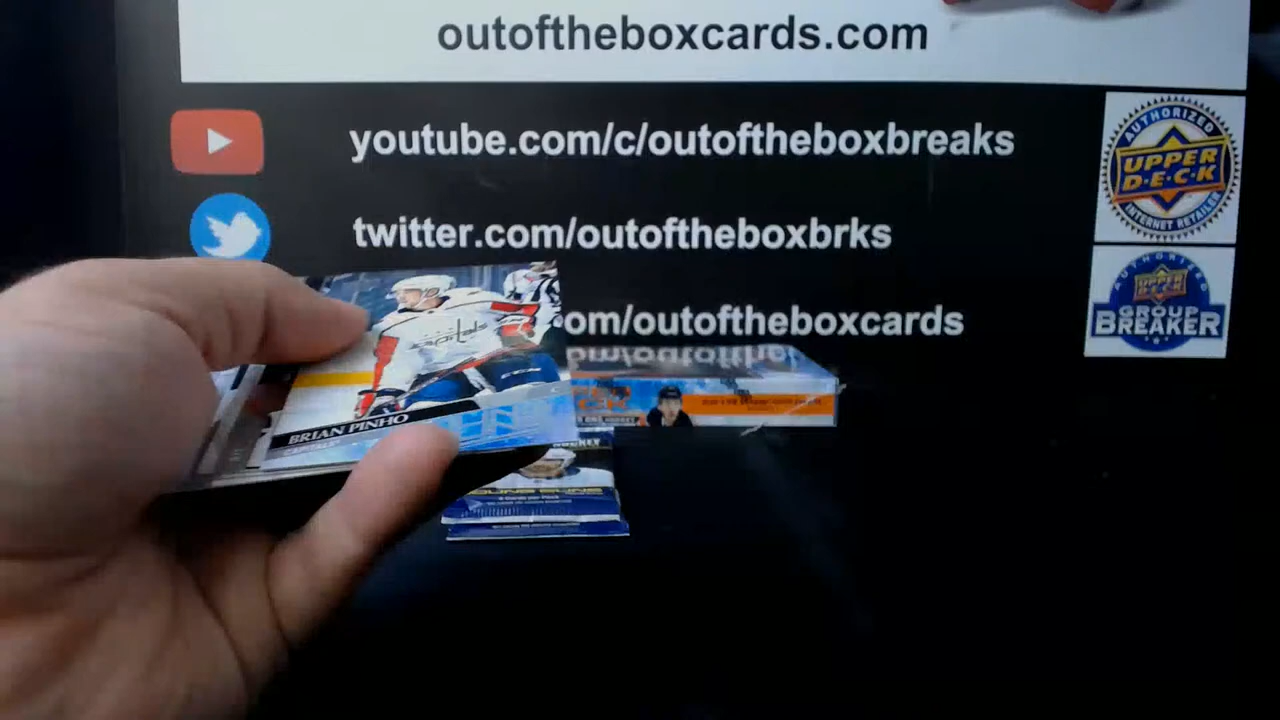 outoftheboxcards.com
youtube.com/c/outoftheboxbreaks
twitter.com/outoftheboxbrks
om/outoftheboxcards
AUTHORIZED
UPPER
D·E·C·K
INTERNET RETAILER
AUTHORIZED
UPPER
DECK
GROUP
BREAKER
capitals
BRIAN PINHO
HOCKEY